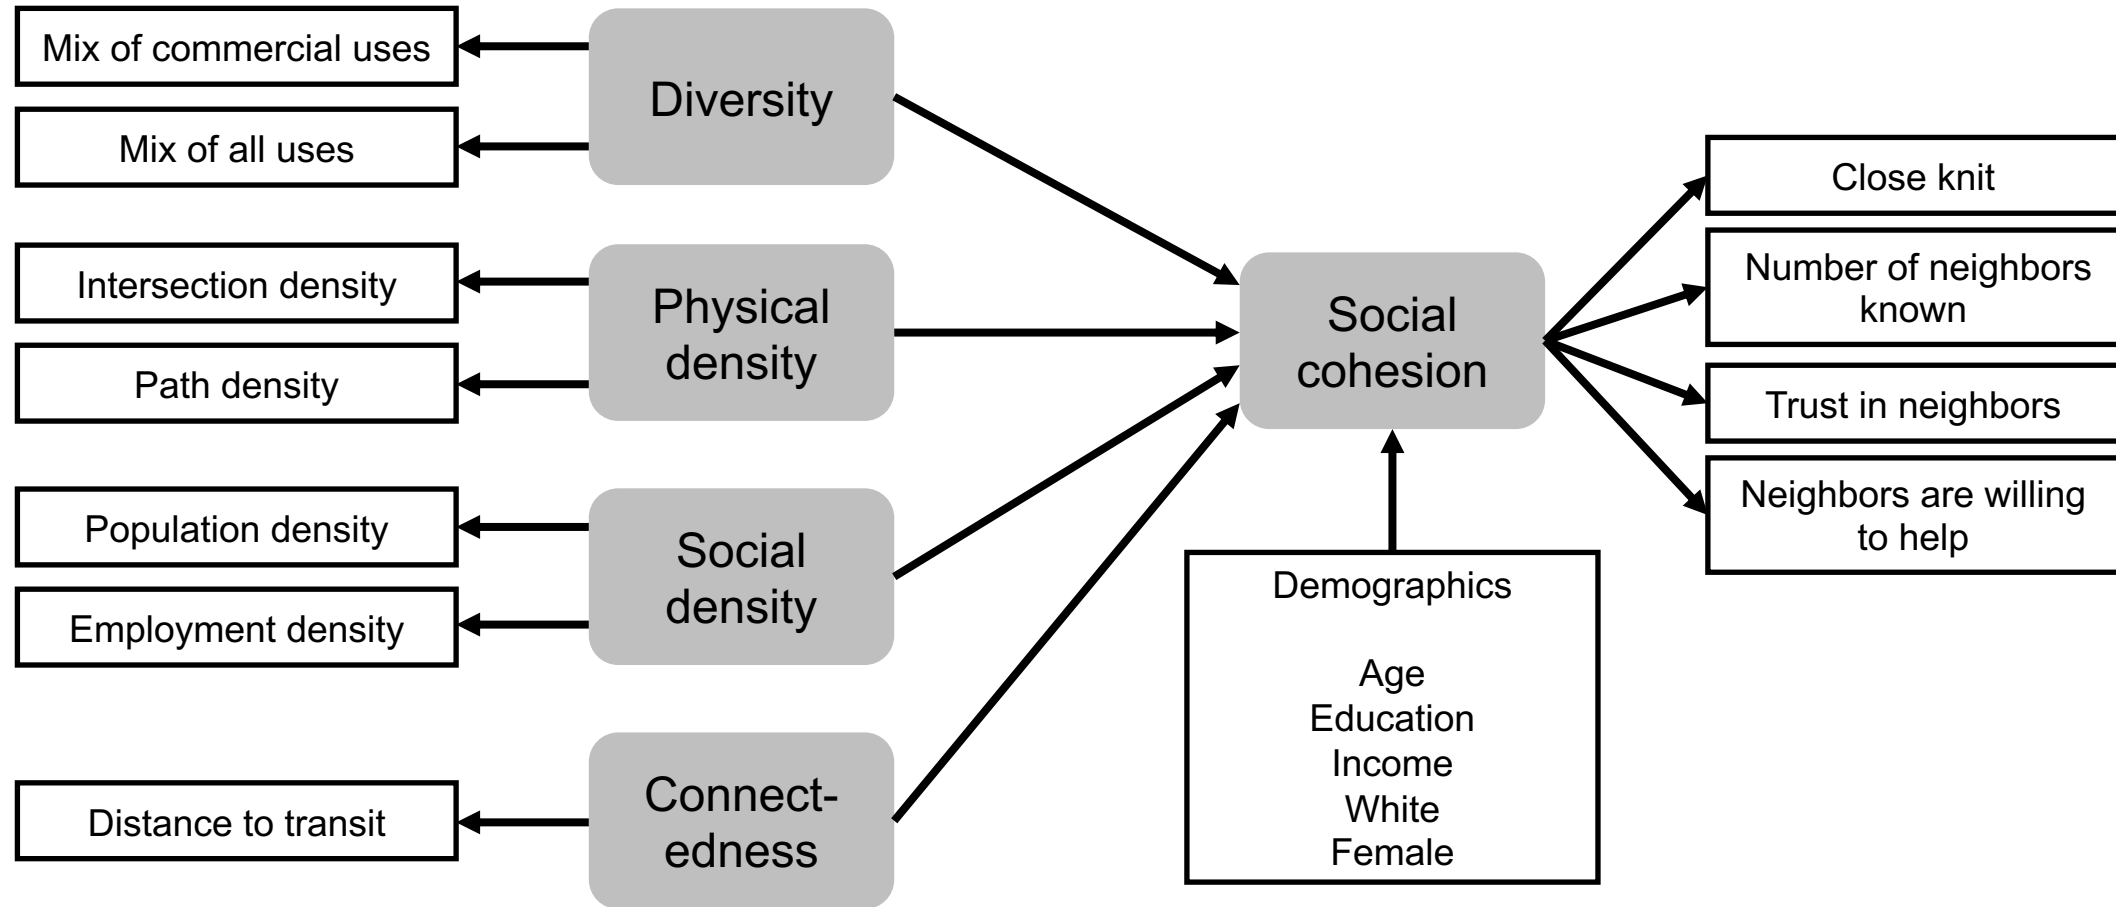 Mix of commercial uses
Mix of all uses
Diversity
Intersection density
Path density
Physical
density
Population density
Employment density
Social
density
Distance to transit
Connect-
edness
Social
cohesion
Demographics
Age
Education
Income
White
Female
Close knit
Number of neighbors
known
Trust in neighbors
Neighbors are willing
to help